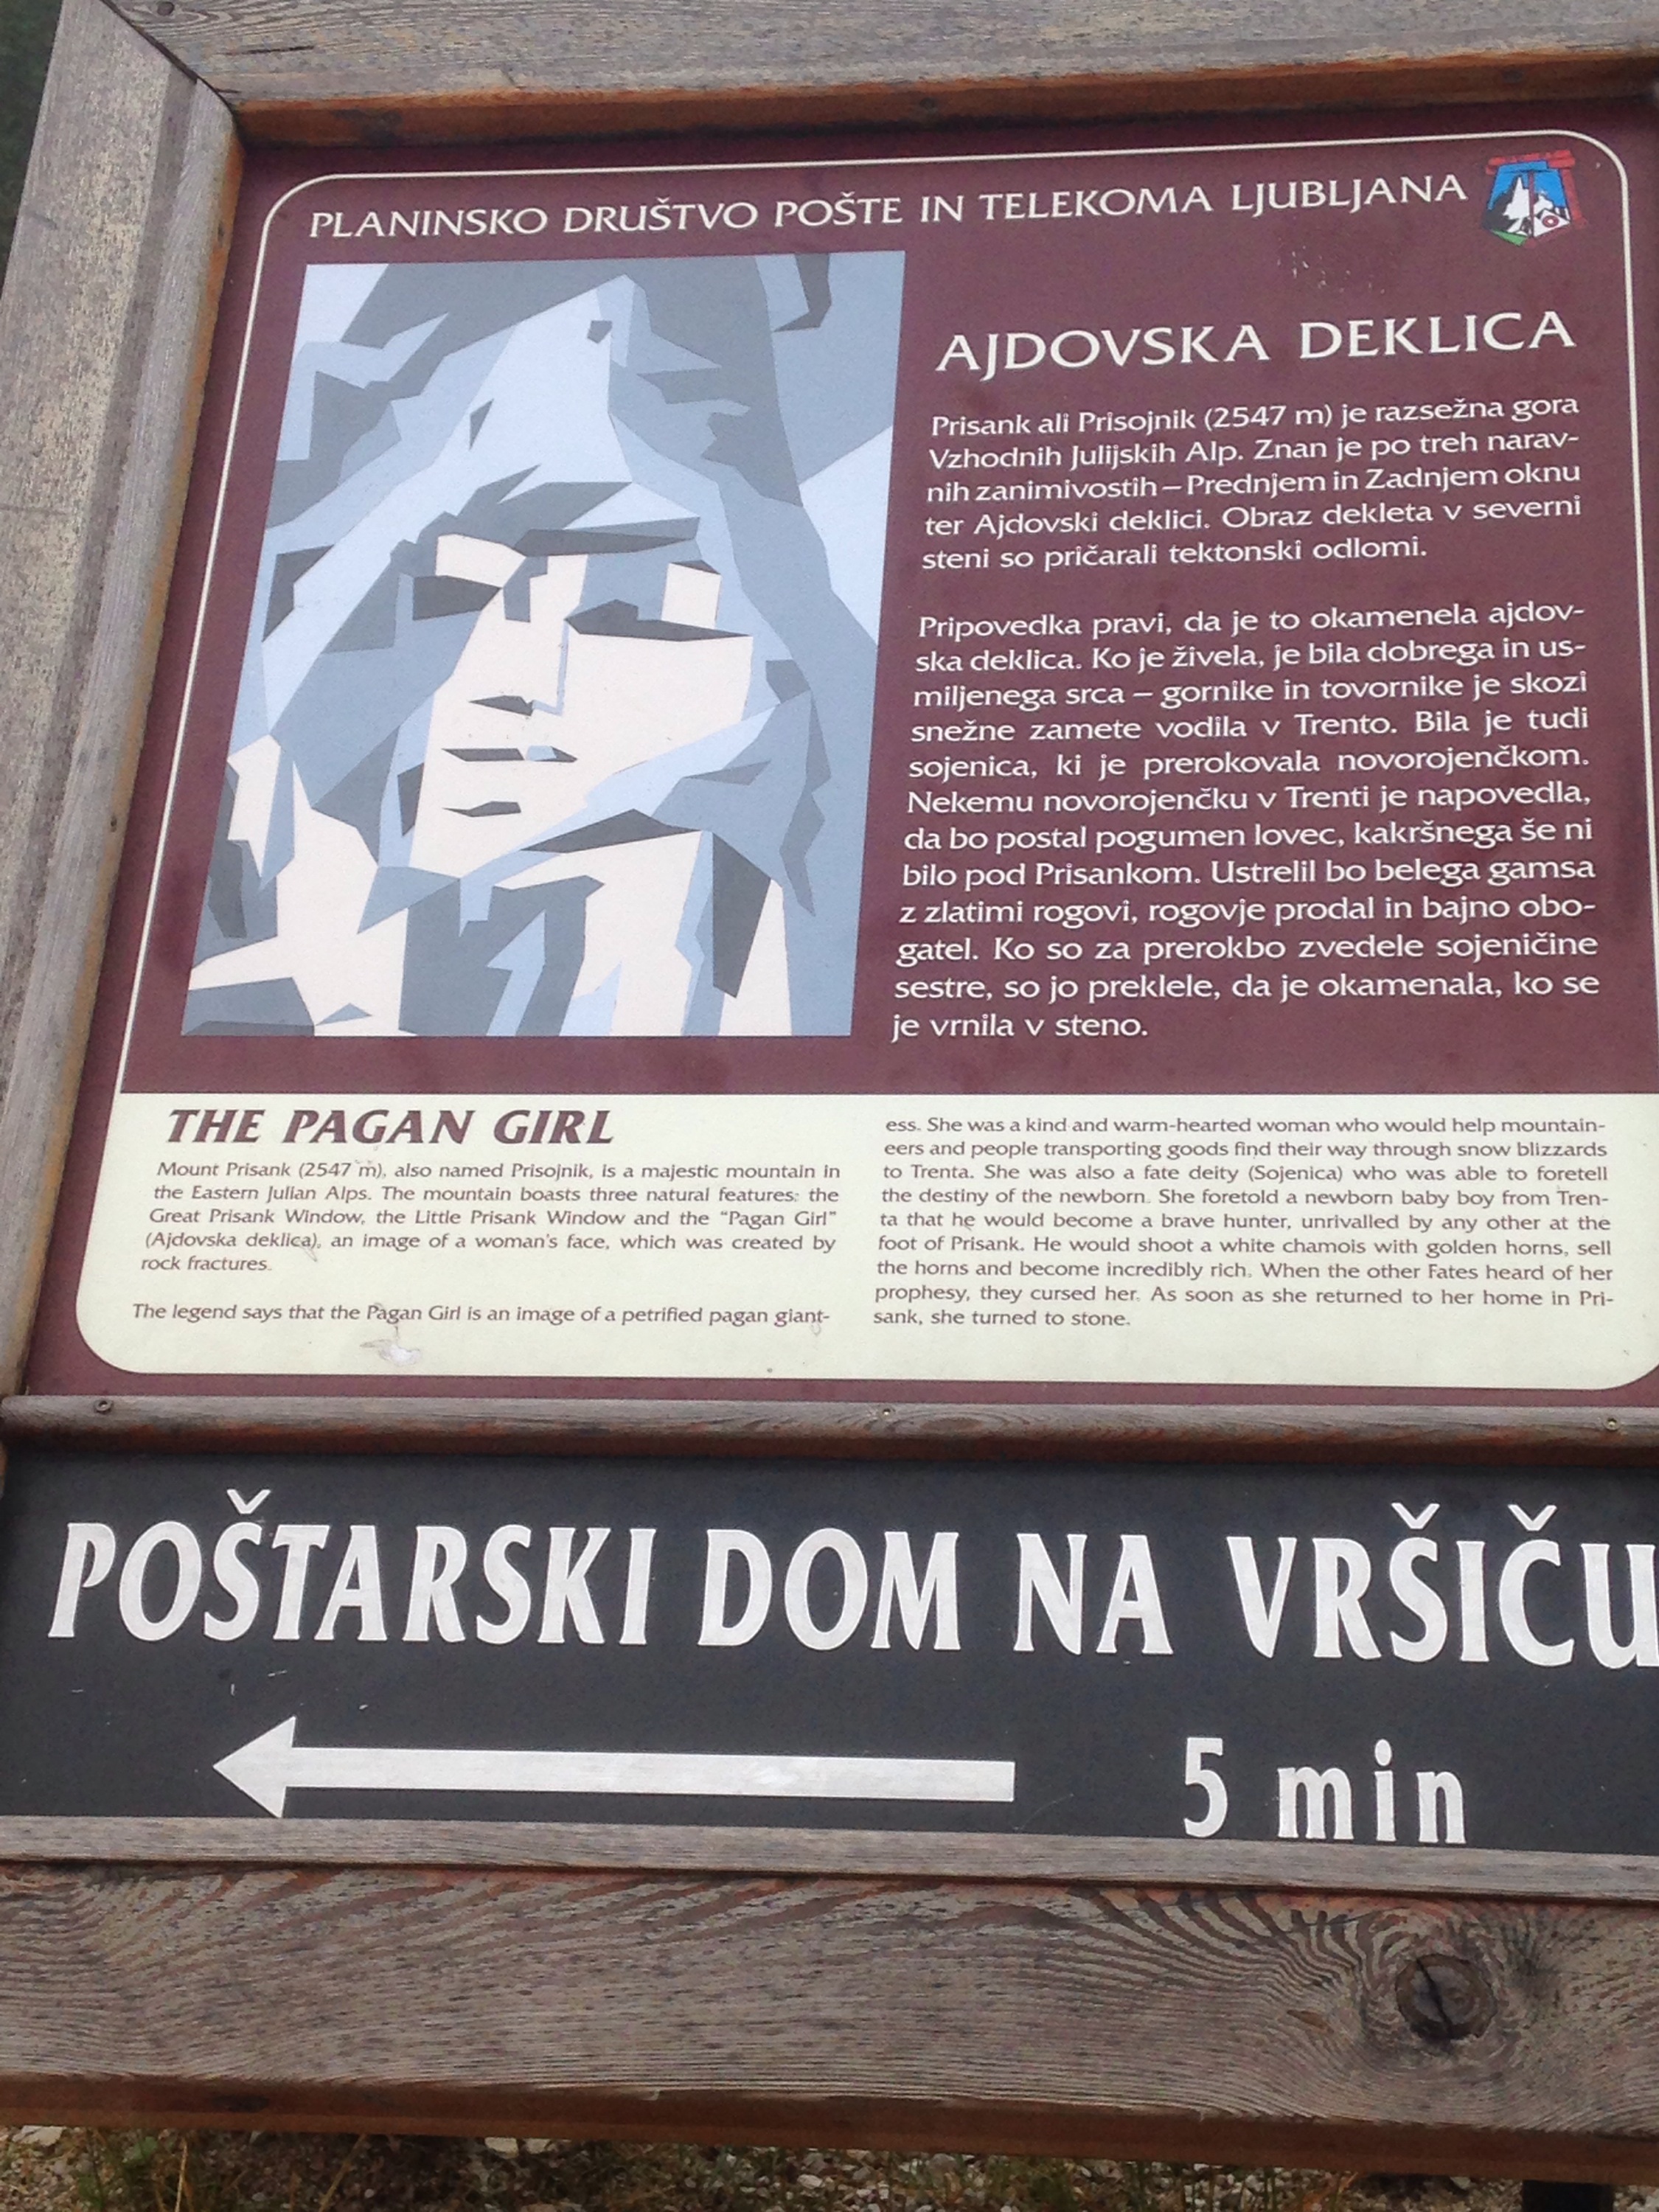 PLANINSKO DRUŠTVO POŠTE IN TELEKOMA LJUBLJANA
AJDOVSKA DEKLICA
Prisank ali Prisojnik (2547 m) je razsežna gora
Vzhodnih Julijskih Alp. Znan je po treh narav-
nih zanimivostih – Prednjem in Zadnjem oknu
ter Ajdovski deklici. Obraz dekleta v severni
steni so pričarali tektonski odlomi.
Pripovedka pravi, da je to okamenela ajdov-
ska deklica. Ko je živela, je bila dobrega in us-
miljenega srca – gornike in tovornike je skozi
snežne zamete vodila v Trento. Bila je tudi
sojenica, ki je prerokovala novorojenčkom.
Nekemu novorojenčku v Trenti je napovedla,
da bo postal pogumen lovec, kakršnega še ni
bilo pod Prisankom. Ustrelil bo belega gamsa
z zlatimi rogovi, rogovje prodal in bajno obo-
gatel. Ko so za prerokbo zvedele sojeničine
sestre, so jo preklele, da je okamenala, ko se
je vrnila v steno.
THE PAGAN GIRL
Mount Prisank (2547 m), also named Prisojnik, is a majestic mountain in
the Eastern Julian Alps. The mountain boasts three natural features: the
Great Prisank Window, the Little Prisank Window and the “Pagan Girl”
(Ajdovska deklica), an image of a woman's face, which was created by
rock fractures.
The legend says that the Pagan Girl is an image of a petrified pagan giant-
ess. She was a kind and warm-hearted woman who would help mountain-
eers and people transporting goods find their way through snow blizzards
to Trenta. She was also a fate deity (Sojenica) who was able to foretell
the destiny of the newborn. She foretold a newborn baby boy from Tren-
ta that he would become a brave hunter, unrivalled by any other at the
foot of Prisank. He would shoot a white chamois with golden horns, sell
the horns and become incredibly rich. When the other Fates heard of her
prophesy, they cursed her. As soon as she returned to her home in Pri-
sank, she turned to stone.
POŠTARSKI DOM NA VRŠIČU
5 min